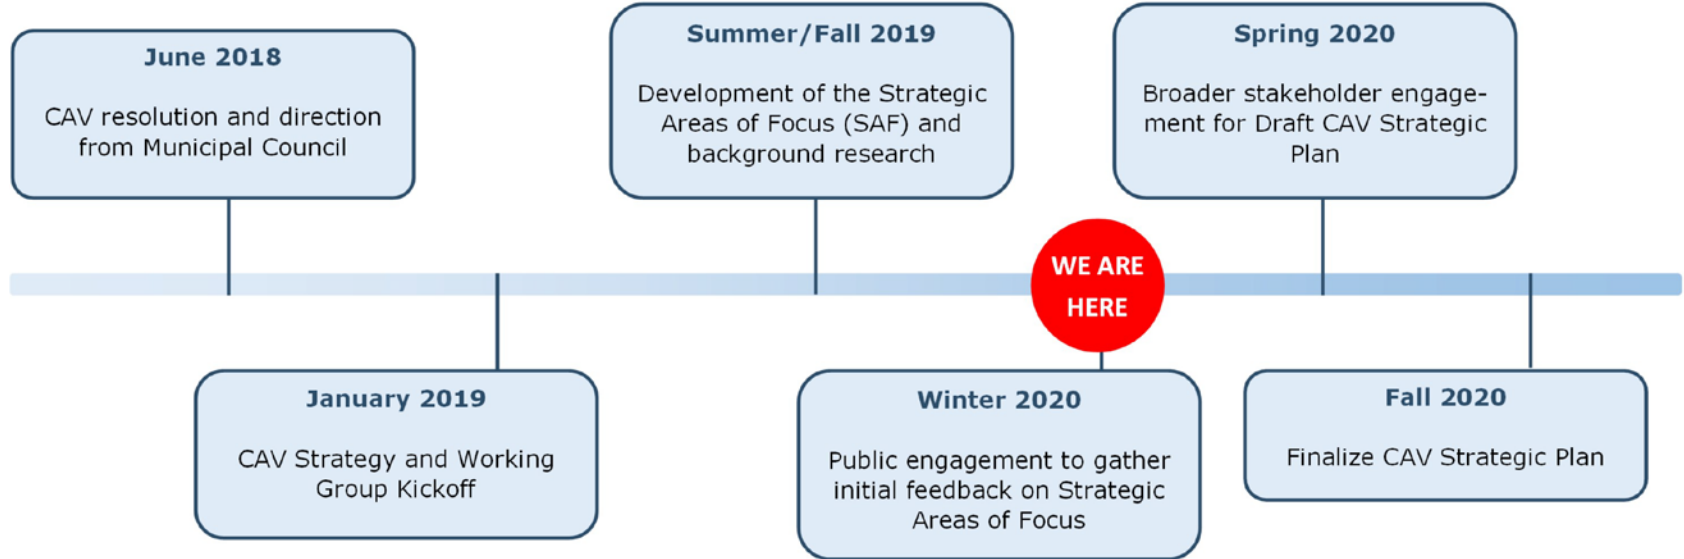 June 2018
CAV resolution and direction
from Municipal Council
January 2019
CAV Strategy and Working
Group Kickoff
Summer/Fall 2019
Development of the Strategic
Areas of Focus (SAF) and
background research
WE ARE
HERE
Winter 2020
Public engagement to gather
initial feedback on Strategic
Areas of Focus
Spring 2020
Broader stakeholder engage-
ment for Draft CAV Strategic
Plan
Fall 2020
Finalize CAV Strategic Plan